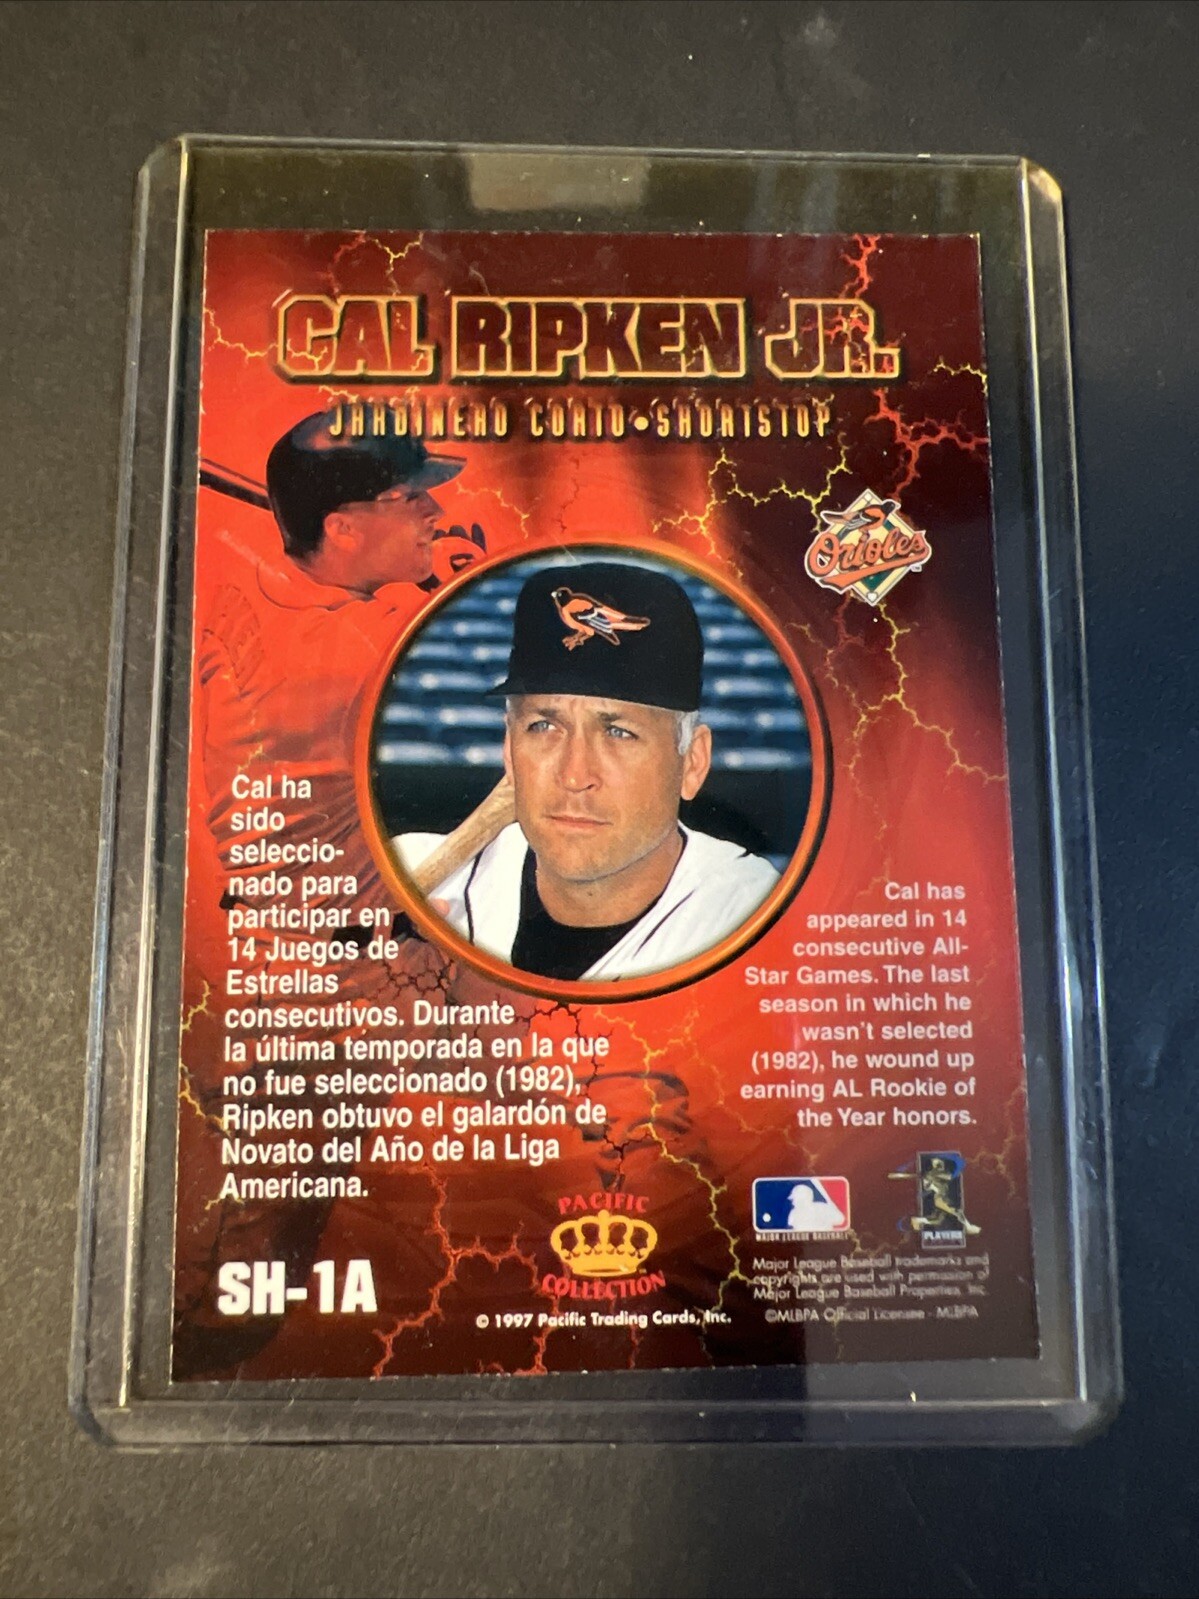 CAL RIPKEN JR.
JARDINERO CORTO • SHORTSTOP
Orioles
Cal ha
sido
seleccio-
nado para
participar en
14 Juegos de
Estrellas
consecutivos. Durante
la última temporada en la que
no fue seleccionado (1982),
Ripken obtuvo el galardón de
Novato del Año de la Liga
Americana.
Cal has
appeared in 14
consecutive All-
Star Games. The last
season in which he
wasn't selected
(1982), he wound up
earning AL Rookie of
the Year honors.
SH-1A
PACIFIC
COLLECTION
© 1997 Pacific Trading Cards, Inc.
MAJOR LEAGUE BASEBALL
PLAYERS
Major League Baseball trademarks and
copyrights are used with permission of
Major League Baseball Properties, Inc.
©MLBPA Official Licensee - MLBPA